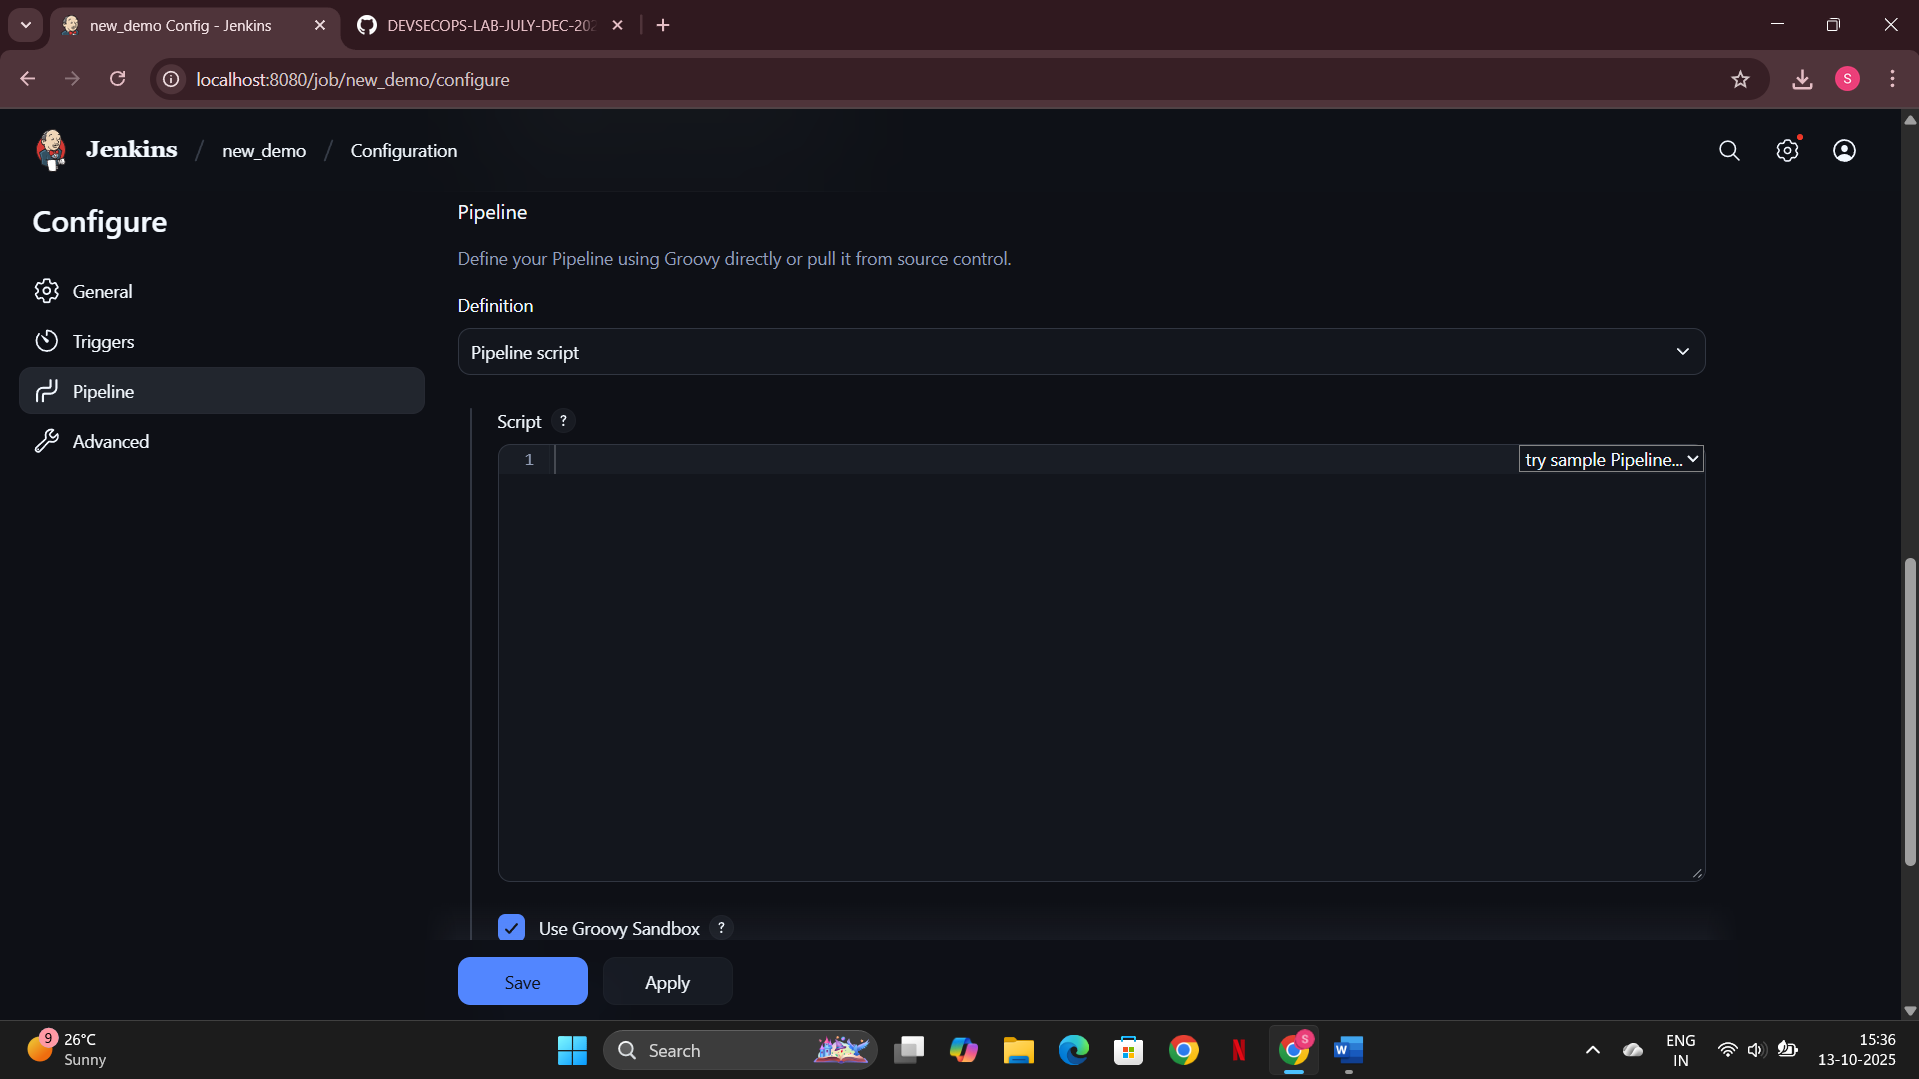 new_demo Config - Jenkins
DEVSECOPS-LAB-JULY-DEC-202
localhost:8080/job/new_demo/configure
S
Jenkins / new_demo / Configuration
Configure
General
Triggers
Pipeline
Advanced
Pipeline
Define your Pipeline using Groovy directly or pull it from source control.
Definition
Pipeline script
Script ?
1
try sample Pipeline...
Use Groovy Sandbox ?
Save
Apply
9
26°C
Sunny
Search
N
S
W
ENG
IN
15:36
13-10-2025